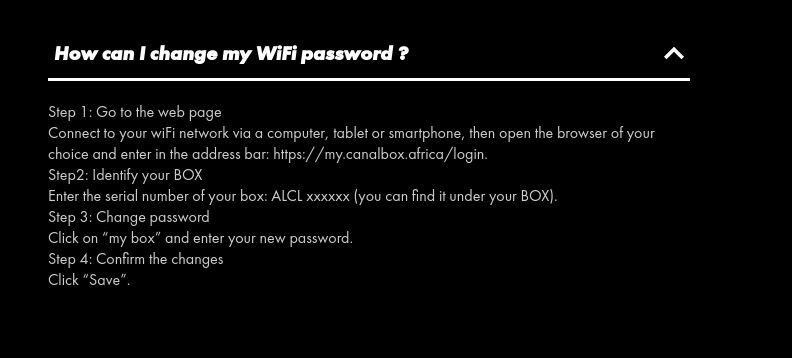 How can I change my WiFi password ?
Step 1: Go to the web page
Connect to your wiFi network via a computer, tablet or smartphone, then open the browser of your
choice and enter in the address bar: https://my.canalbox.africa/login.
Step2: Identify your BOX
Enter the serial number of your box: ALCL xxxxxx (you can find it under your BOX).
Step 3: Change password
Click on “my box” and enter your new password.
Step 4: Confirm the changes
Click “Save”.